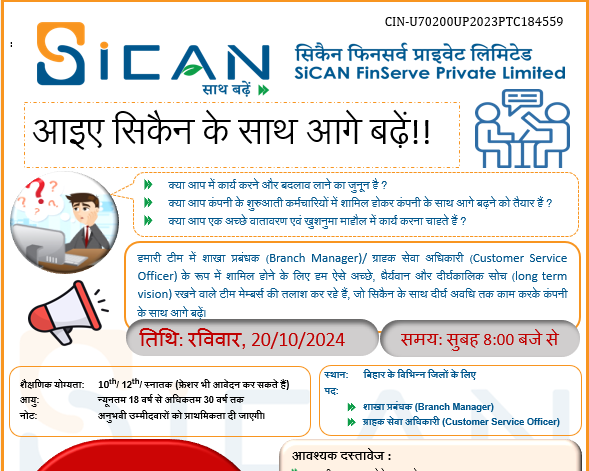 CIN-U70200UP2023PTC184559
SiCAN
साथ बढ़ें
सिकैन फिनसर्व प्राइवेट लिमिटेड
SiCAN FinServe Private Limited
आइए सिकैन के साथ आगे बढ़ें!!
क्या आप में कार्य करने और बदलाव लाने का जुनून है ?
क्या आप कंपनी के शुरुआती कर्मचारियों में शामिल होकर कंपनी के साथ आगे बढ़ने को तैयार हैं ?
क्या आप एक अच्छे वातावरण एवं खुशनुमा माहौल में कार्य करना चाहते हैं ?
हमारी टीम में शाखा प्रबंधक (Branch Manager)/ ग्राहक सेवा अधिकारी (Customer Service
Officer) के रूप में शामिल होने के लिए हम ऐसे अच्छे, धैर्यवान और दीर्घकालिक सोच (long term
vision) रखने वाले टीम मेम्बर्स की तलाश कर रहे हैं, जो सिकैन के साथ दीर्घ अवधि तक काम करके कंपनी
के साथ आगे बढ़ें।
तिथि: रविवार, 20/10/2024
समय: सुबह 8:00 बजे से
शैक्षणिक योग्यता: 10th/ 12th/ स्नातक (फ्रेशर भी आवेदन कर सकते हैं)
आयु: न्यूनतम 18 वर्ष से अधिकतम 30 वर्ष तक
नोट: अनुभवी उम्मीदवारों को प्राथमिकता दी जाएगी।
स्थान: बिहार के विभिन्न जिलों के लिए
पद:
शाखा प्रबंधक (Branch Manager)
ग्राहक सेवा अधिकारी (Customer Service Officer)
आवश्यक दस्तावेज :